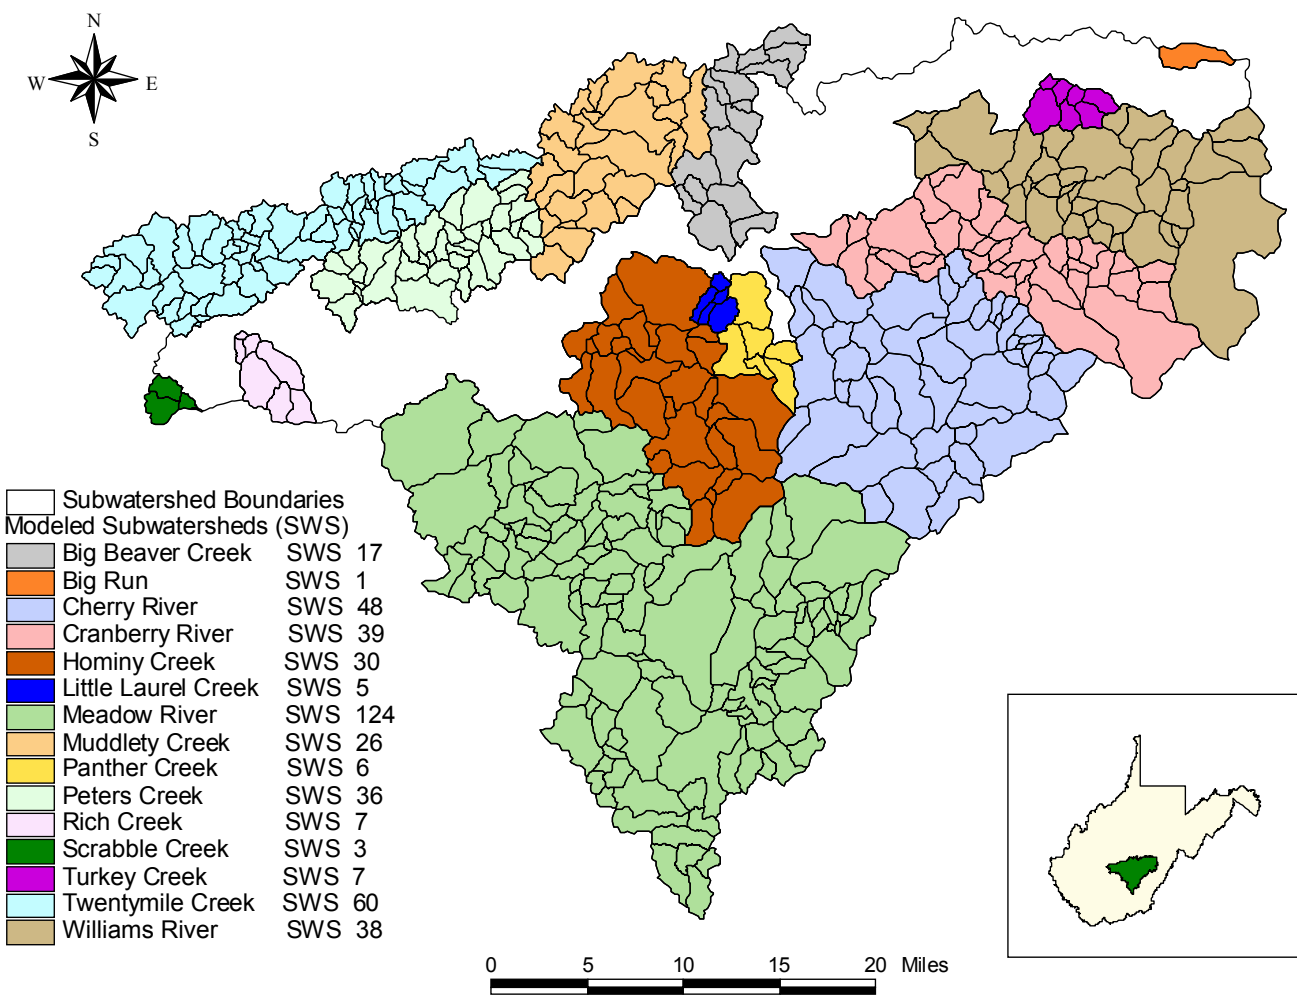 N
W E
S
Subwatershed Boundaries
Modeled Subwatersheds (SWS)
Big Beaver Creek SWS 17
Big Run SWS 1
Cherry River SWS 48
Cranberry River SWS 39
Hominy Creek SWS 30
Little Laurel Creek SWS 5
Meadow River SWS 124
Muddlety Creek SWS 26
Panther Creek SWS 6
Peters Creek SWS 36
Rich Creek SWS 7
Scrabble Creek SWS 3
Turkey Creek SWS 7
Twentymile Creek SWS 60
Williams River SWS 38
0 5 10 15 20 Miles